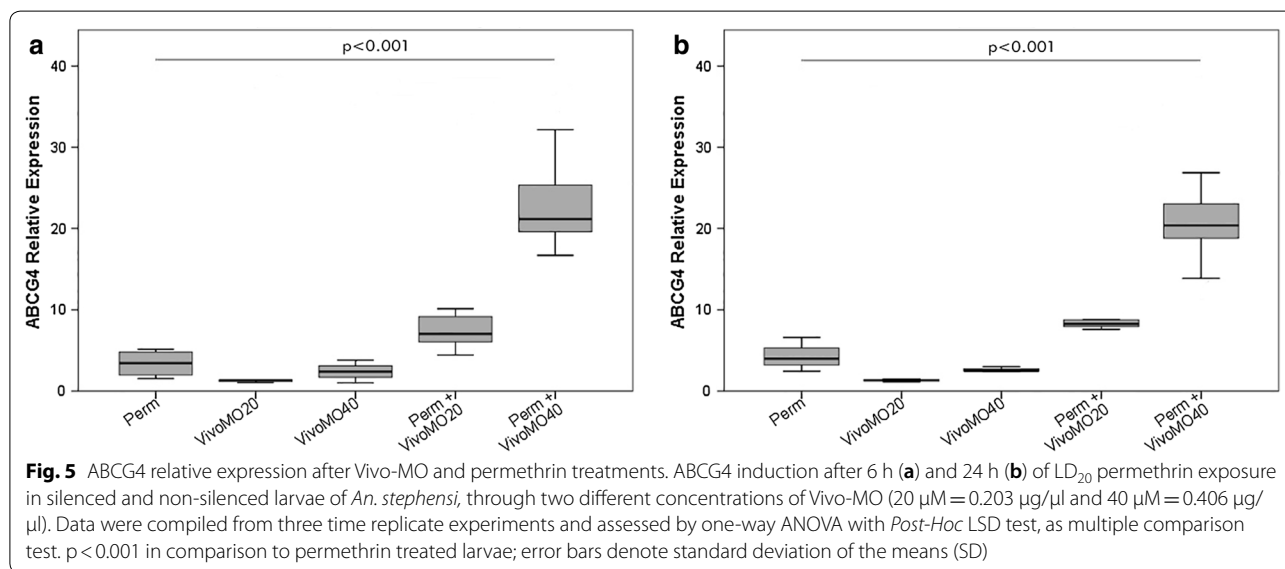 a
p<0.001
ABCG4 Relative Expression
40
30
20
10
0
Perm
VivoMO20
VivoMO40
Perm +
VivoMO20
Perm +
VivoMO40
b
p<0.001
ABCG4 Relative Expression
40
30
20
10
0
Perm
VivoMO20
VivoMO40
Perm +
VivoMO20
Perm +
VivoMO40
Fig. 5 ABCG4 relative expression after Vivo-MO and permethrin treatments. ABCG4 induction after 6 h (a) and 24 h (b) of LD₂₀ permethrin exposure
in silenced and non-silenced larvae of An. stephensi, through two different concentrations of Vivo-MO (20 μM = 0.203 μg/μl and 40 μM = 0.406 μg/
μl). Data were compiled from three time replicate experiments and assessed by one-way ANOVA with Post-Hoc LSD test, as multiple comparison
test. p < 0.001 in comparison to permethrin treated larvae; error bars denote standard deviation of the means (SD)